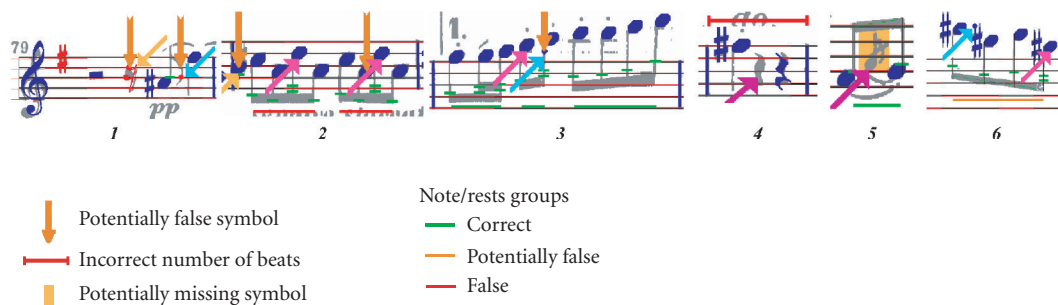 79
1.
pp
1
2
3
4
5
6
Potentially false symbol
Incorrect number of beats
Potentially missing symbol
Note/rests groups
Correct
Potentially false
False